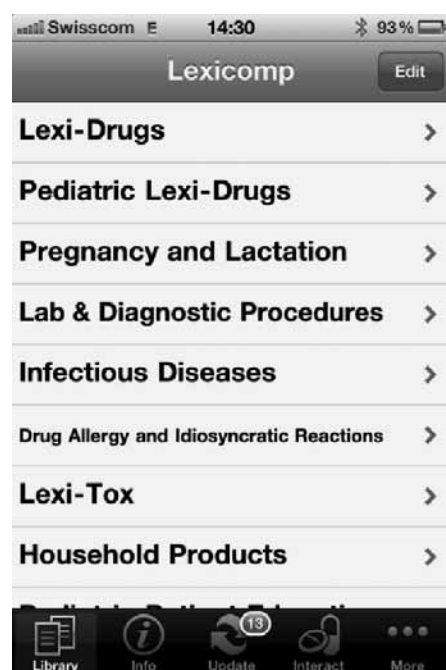 Swisscom E 14:30 93%
Lexicomp Edit
Lexi-Drugs
Pediatric Lexi-Drugs
Pregnancy and Lactation
Lab & Diagnostic Procedures
Infectious Diseases
Drug Allergy and Idiosyncratic Reactions
Lexi-Tox
Household Products
13
Library Info Update Interact More